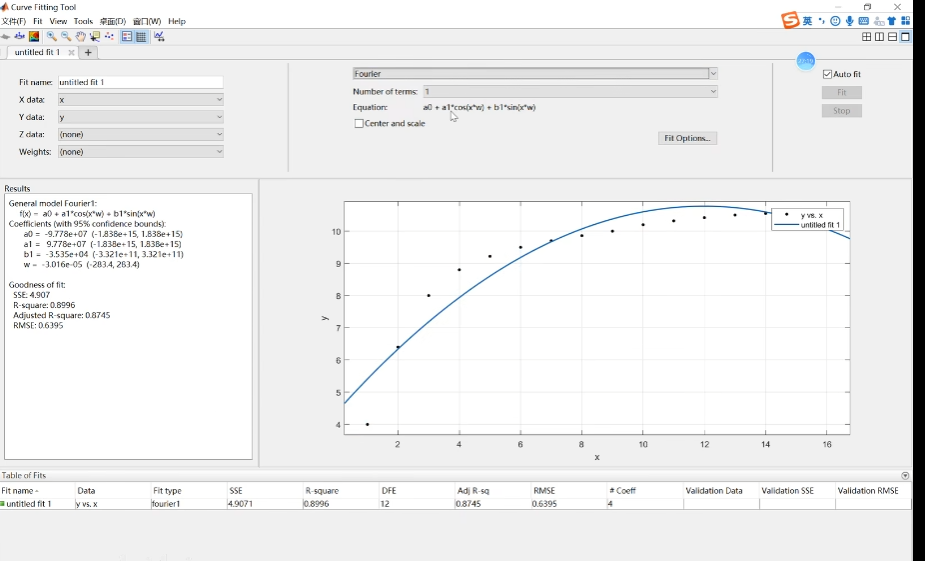 Curve Fitting Tool
文件(F) Fit View Tools 桌面(D) 窗口(W) Help
英
untitled fit 1
Fit name: untitled fit 1
X data: x
Y data: y
Z data: (none)
Weights: (none)
Fourier
Number of terms: 1
Equation: a0 + a1*cos(x*w) + b1*sin(x*w)
Center and scale
Fit Options...
Auto fit
Fit
Stop
Results
General model Fourier1:
f(x) = a0 + a1*cos(x*w) + b1*sin(x*w)
Coefficients (with 95% confidence bounds):
a0 = -9.778e+07 (-1.838e+15, 1.838e+15)
a1 = 9.778e+07 (-1.838e+15, 1.838e+15)
b1 = -3.535e+04 (-3.321e+11, 3.321e+11)
w = -3.016e-05 (-283.4, 283.4)
Goodness of fit:
SSE: 4.907
R-square: 0.8996
Adjusted R-square: 0.8745
RMSE: 0.6395
y vs. x
untitled fit 1
10
9
8
7
6
5
4
y
2 4 6 8 10 12 14 16
x
Table of Fits
Fit name Data Fit type SSE R-square DFE Adj R-sq RMSE # Coeff Validation Data Validation SSE Validation RMSE
untitled fit 1 y vs. x fourier1 4.9071 0.8996 12 0.8745 0.6395 4